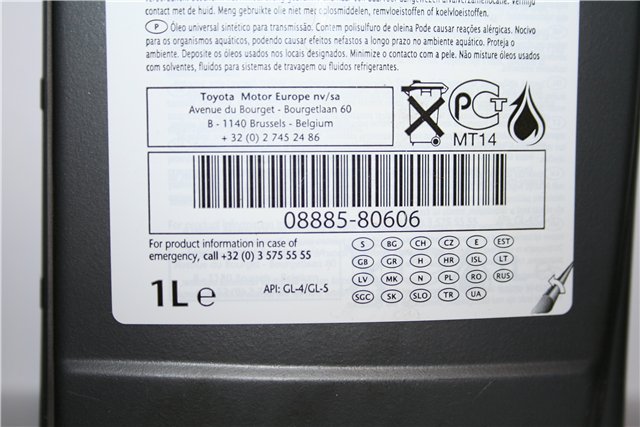 contact met de huid. Meng gebruikte olie niet met oplosmiddelen, remvloeistoffen of koelvloeistoffen.
P Óleo universal sintético para transmissão. Contem polisulfuro de oleina Pode causar reações alérgicas. Nocivo
para os organismos aquáticos, podendo causar efeitos nefastos a longo prazo no ambiente aquático. Proteja o
ambiente. Deposite os óleos usados nos locais designados. Minimize o contacto com a pele. Não misture óleos usados
com solventes, fluidos para sistemas de travagem ou fluidos refrigerantes.
Toyota Motor Europe nv/sa
Avenue du Bourget - Bourgetlaan 60
B - 1140 Brussels - Belgium
+ 32 (0) 2 745 24 86
PCT
MT14
08885-80606
For product information in case of
emergency, call +32 (0) 3 575 55 55
S BG CH CZ E EST
GB GR H HR ISL LT
LV MK N PL RO RUS
SGC SK SLO TR UA
1L e
API: GL-4/GL-5